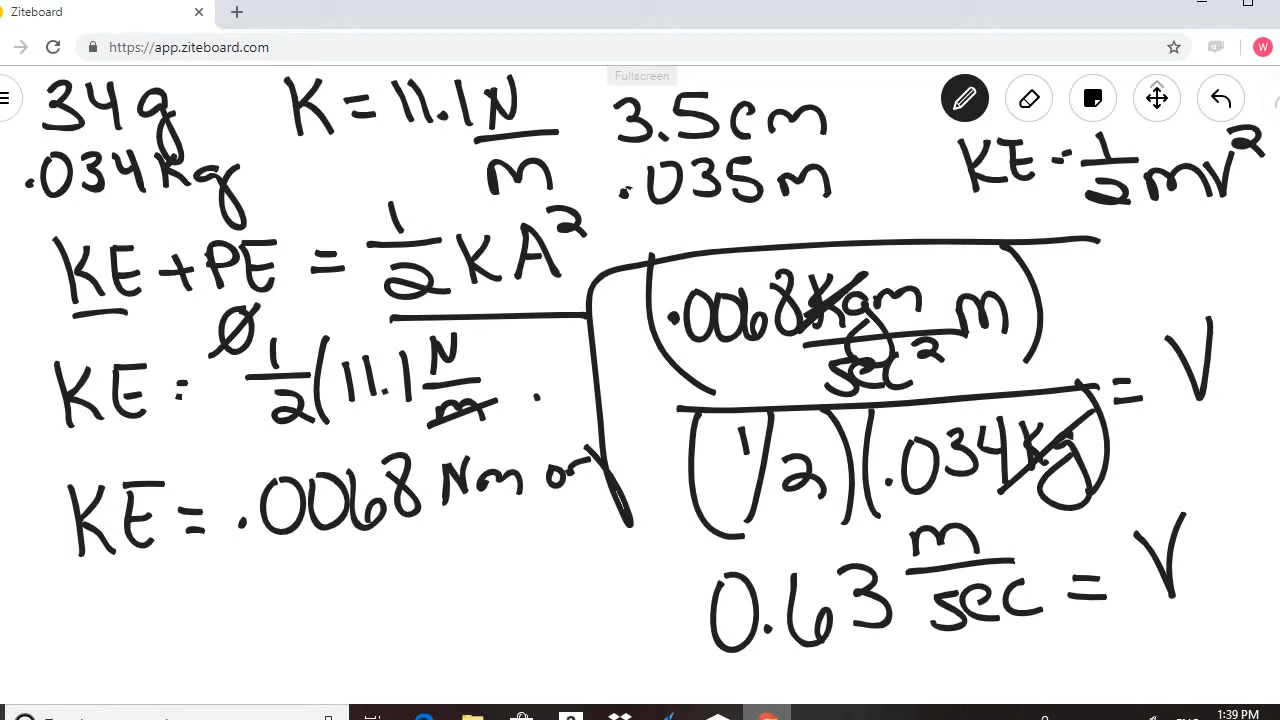 Ziteboard
https://app.ziteboard.com
W
Fullscreen
34g
.034Kg
K = 11.1 N/m
3.5cm
.035m
KE = 1/2 mV²
KE + PE = 1/2 KA²
0
KE = 1/2 (11.1 N/m .
KE = .0068 Nm or
√((.0068 Kgm/sec² m) / ((1/2)(.034Kg))) = V
0.63 m/sec = V
1:39 PM